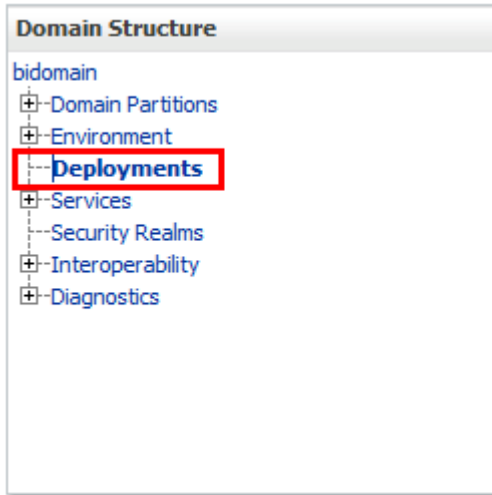 Domain Structure
bidomain
Domain Partitions
Environment
Deployments
Services
Security Realms
Interoperability
Diagnostics